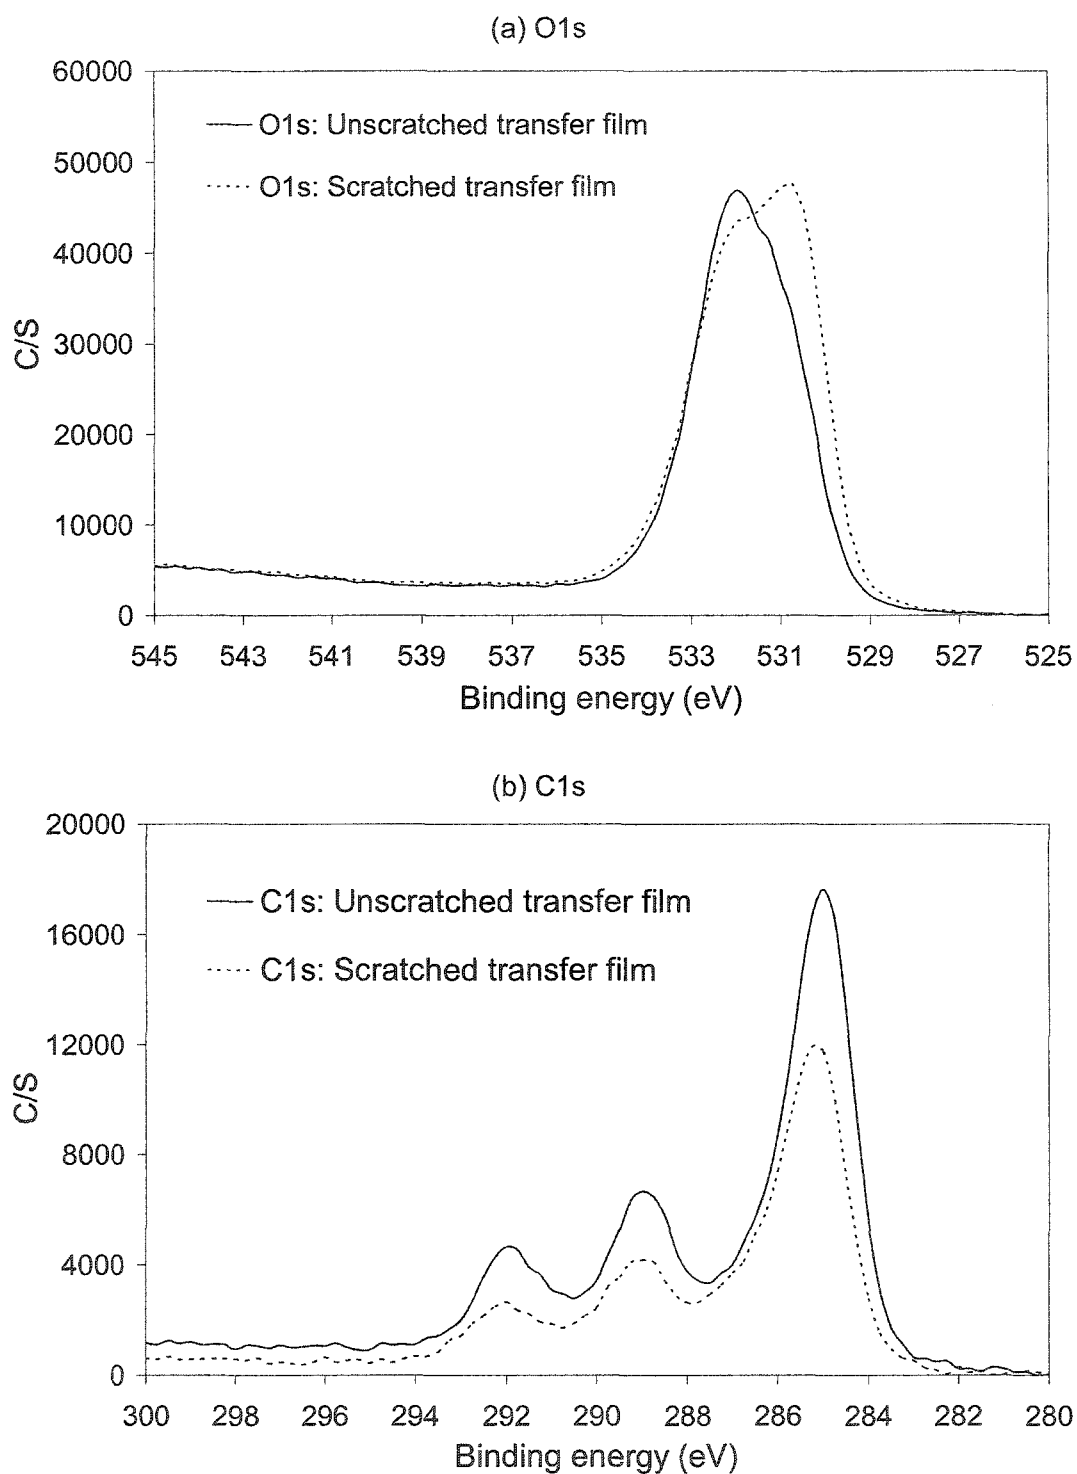 (a) O1s
60000
50000
40000
30000
20000
10000
0
C/S
O1s: Unscratched transfer film
O1s: Scratched transfer film
545 543 541 539 537 535 533 531 529 527 525
Binding energy (eV)
(b) C1s
20000
16000
12000
8000
4000
0
C/S
C1s: Unscratched transfer film
C1s: Scratched transfer film
300 298 296 294 292 290 288 286 284 282 280
Binding energy (eV)